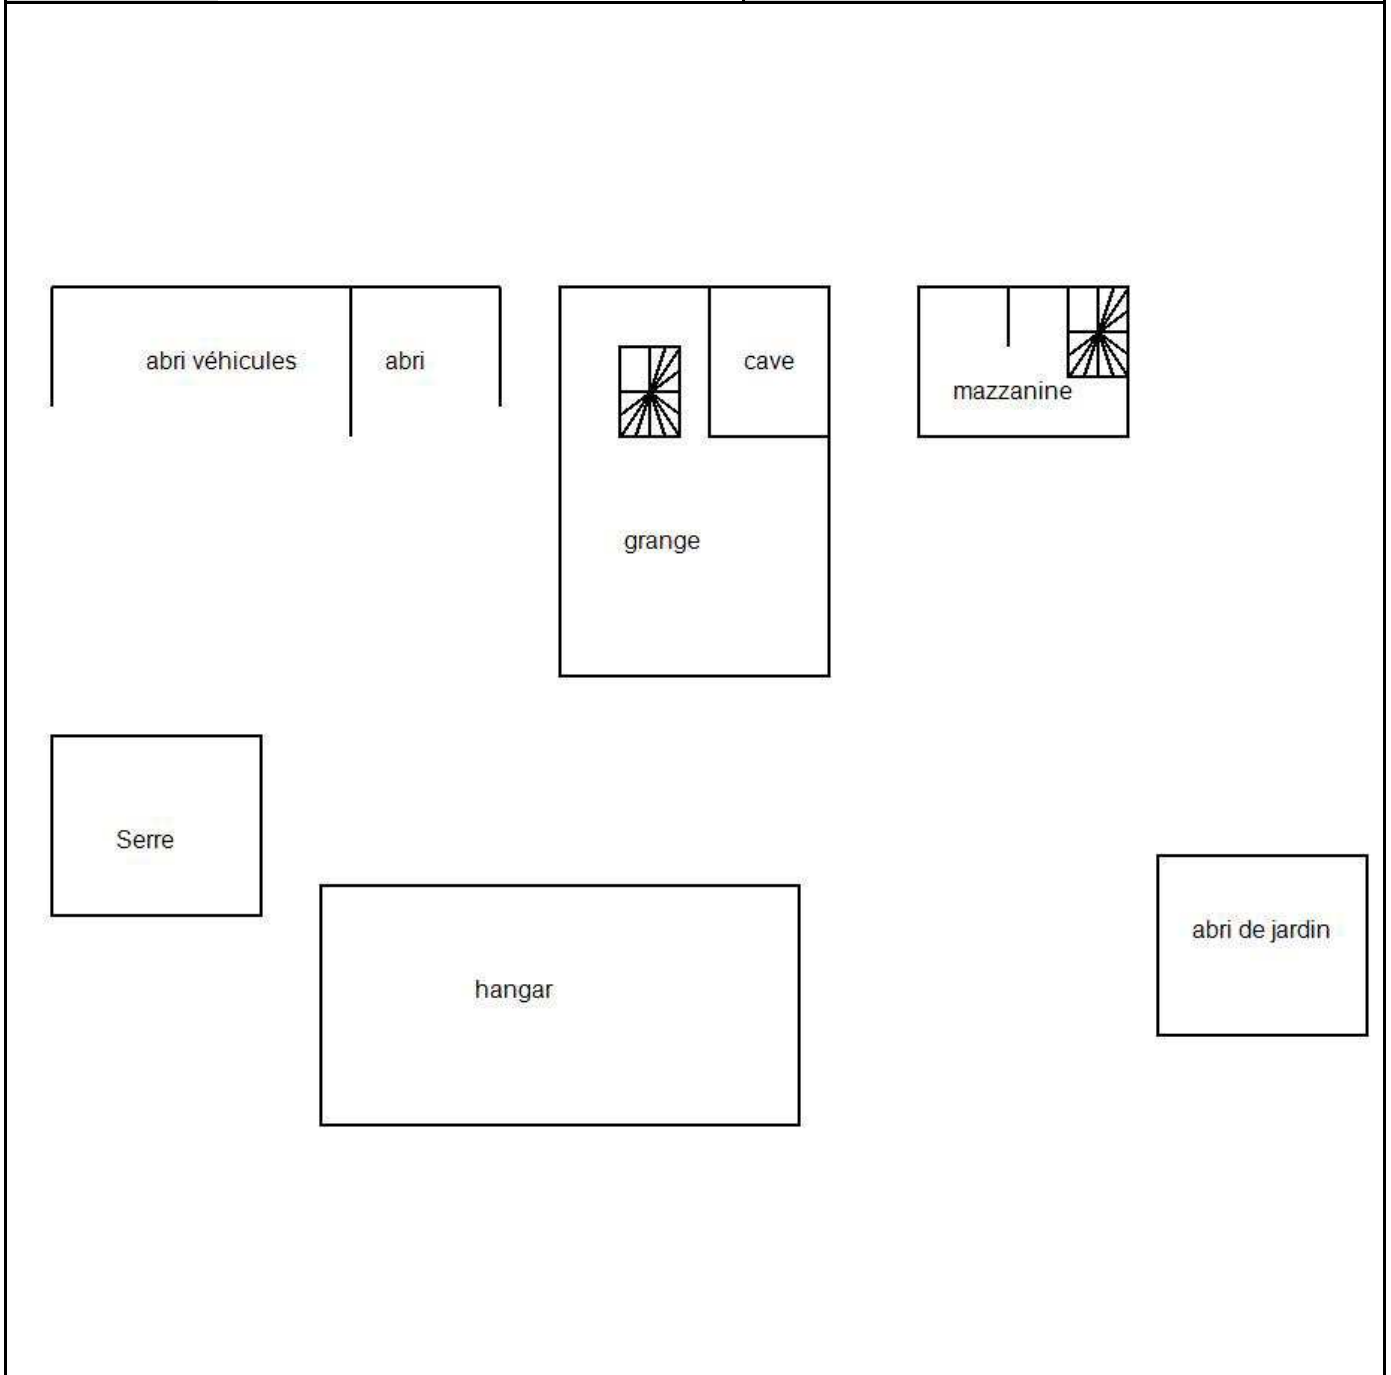 abri véhicules
abri
cave
mazzanine
grange
Serre
abri de jardin
hangar